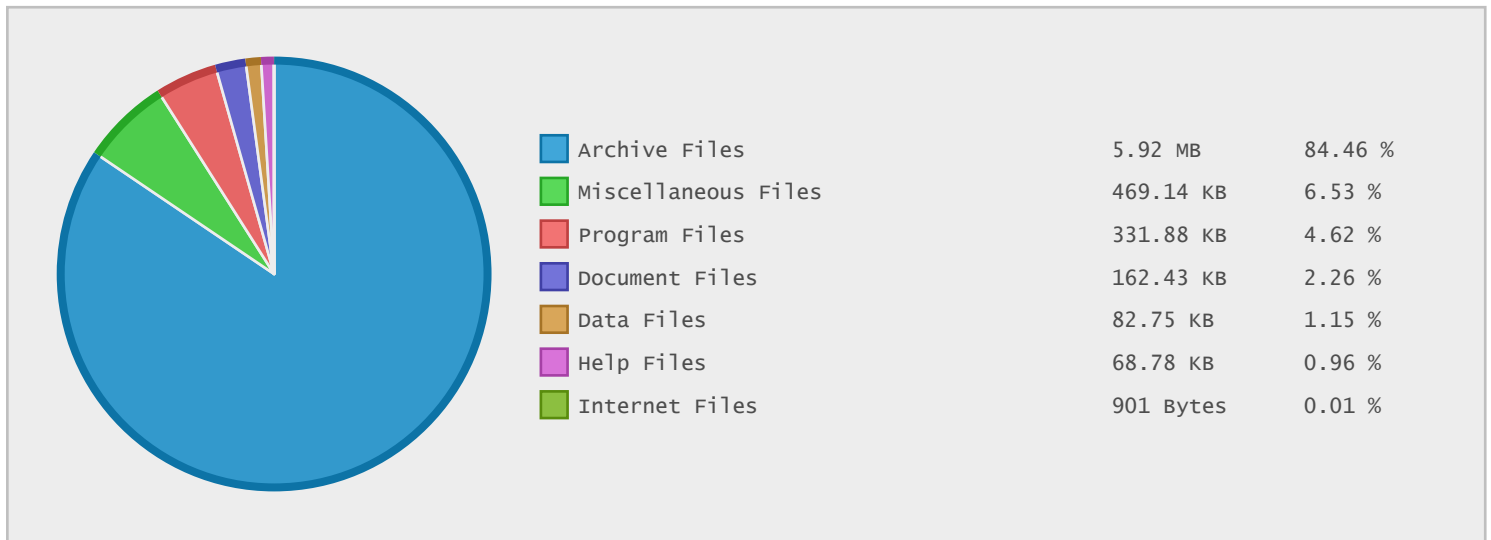 Archive Files 5.92 MB 84.46 %
Miscellaneous Files 469.14 KB 6.53 %
Program Files 331.88 KB 4.62 %
Document Files 162.43 KB 2.26 %
Data Files 82.75 KB 1.15 %
Help Files 68.78 KB 0.96 %
Internet Files 901 Bytes 0.01 %